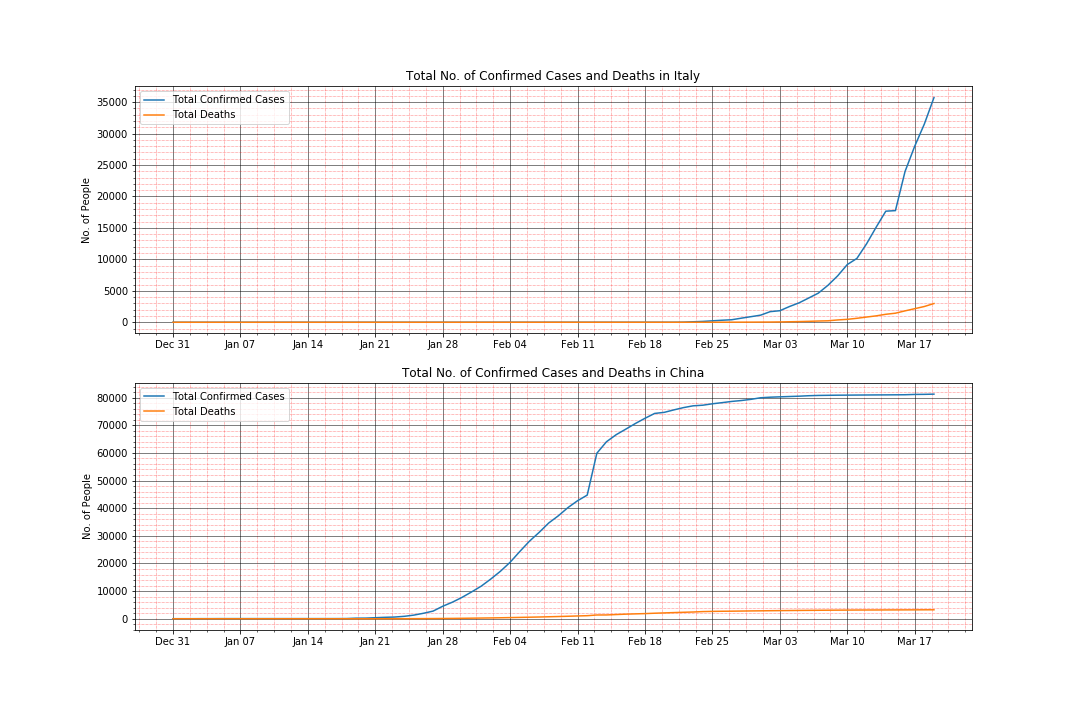 Total No. of Confirmed Cases and Deaths in Italy
Total Confirmed Cases
Total Deaths
No. of People
35000
30000
25000
20000
15000
10000
5000
0
Dec 31 Jan 07 Jan 14 Jan 21 Jan 28 Feb 04 Feb 11 Feb 18 Feb 25 Mar 03 Mar 10 Mar 17
Total No. of Confirmed Cases and Deaths in China
Total Confirmed Cases
Total Deaths
No. of People
80000
70000
60000
50000
40000
30000
20000
10000
0
Dec 31 Jan 07 Jan 14 Jan 21 Jan 28 Feb 04 Feb 11 Feb 18 Feb 25 Mar 03 Mar 10 Mar 17